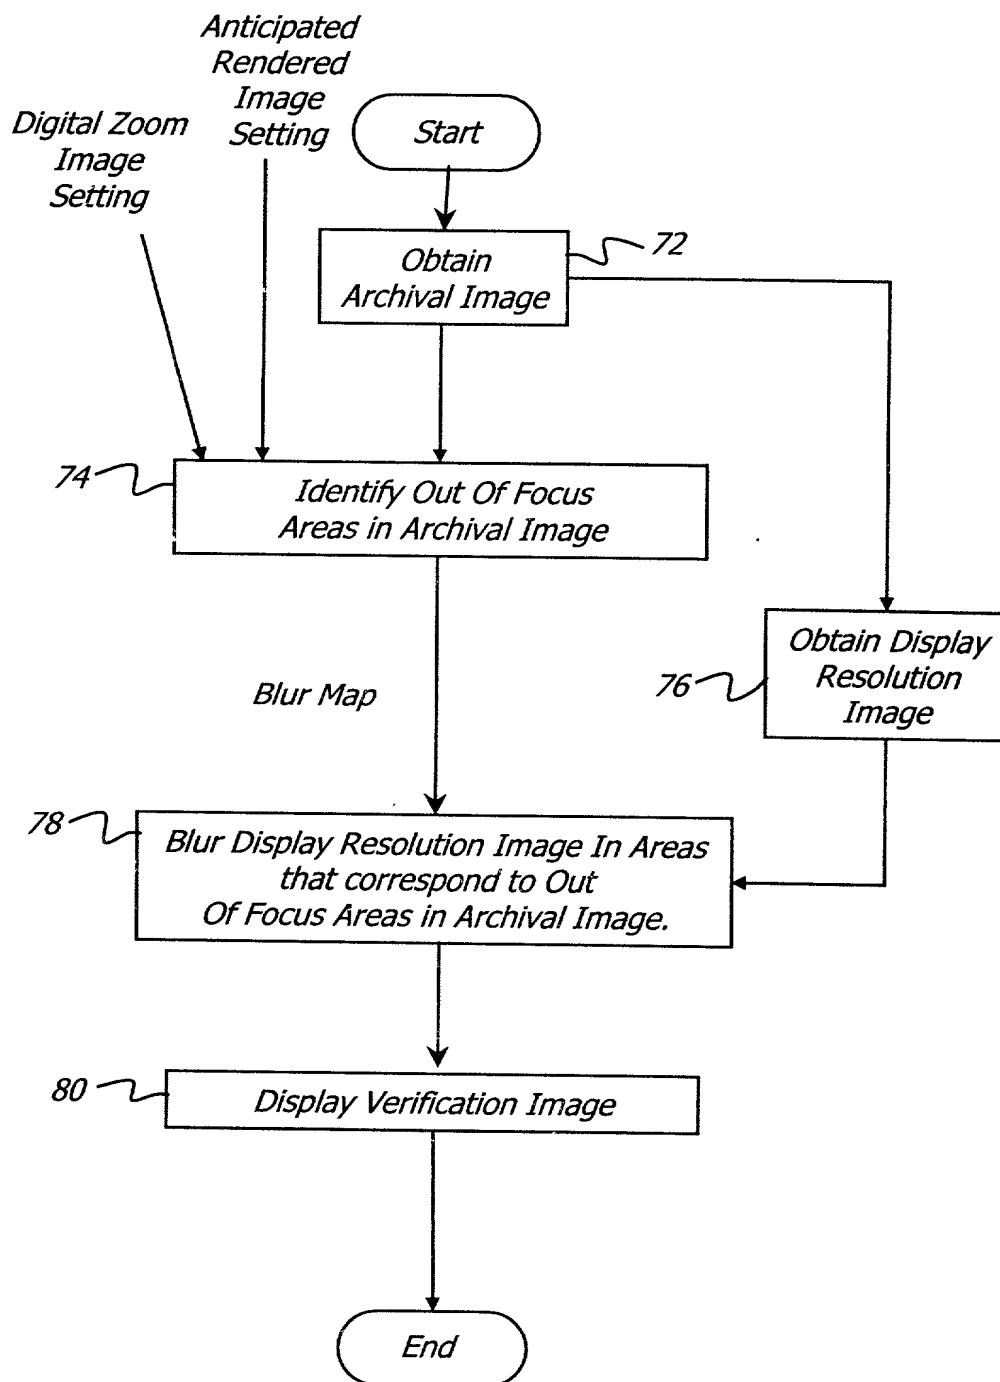 Anticipated
Rendered
Image
Setting
Digital Zoom
Image
Setting
Start
72
Obtain
Archival Image
74
Identify Out Of Focus
Areas in Archival Image
Obtain Display
Resolution
Image
76
Blur Map
78
Blur Display Resolution Image In Areas
that correspond to Out
Of Focus Areas in Archival Image.
80
Display Verification Image
End